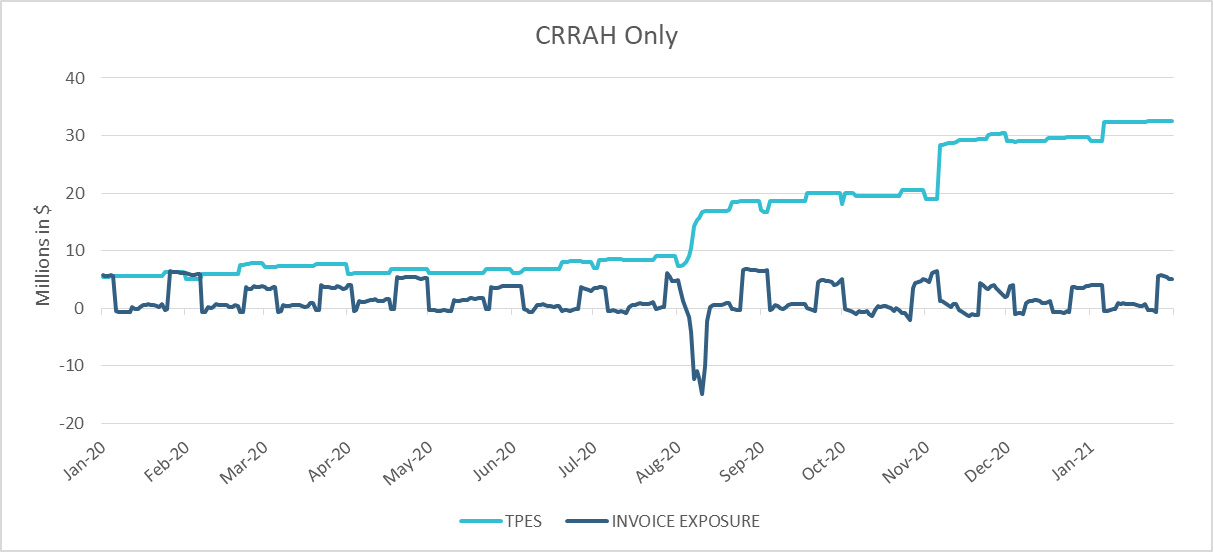 CRRAH Only
Millions in $
40
30
20
10
0
-10
-20
Jan-20
Feb-20
Mar-20
Apr-20
May-20
Jun-20
Jul-20
Aug-20
Sep-20
Oct-20
Nov-20
Dec-20
Jan-21
TPES
INVOICE EXPOSURE